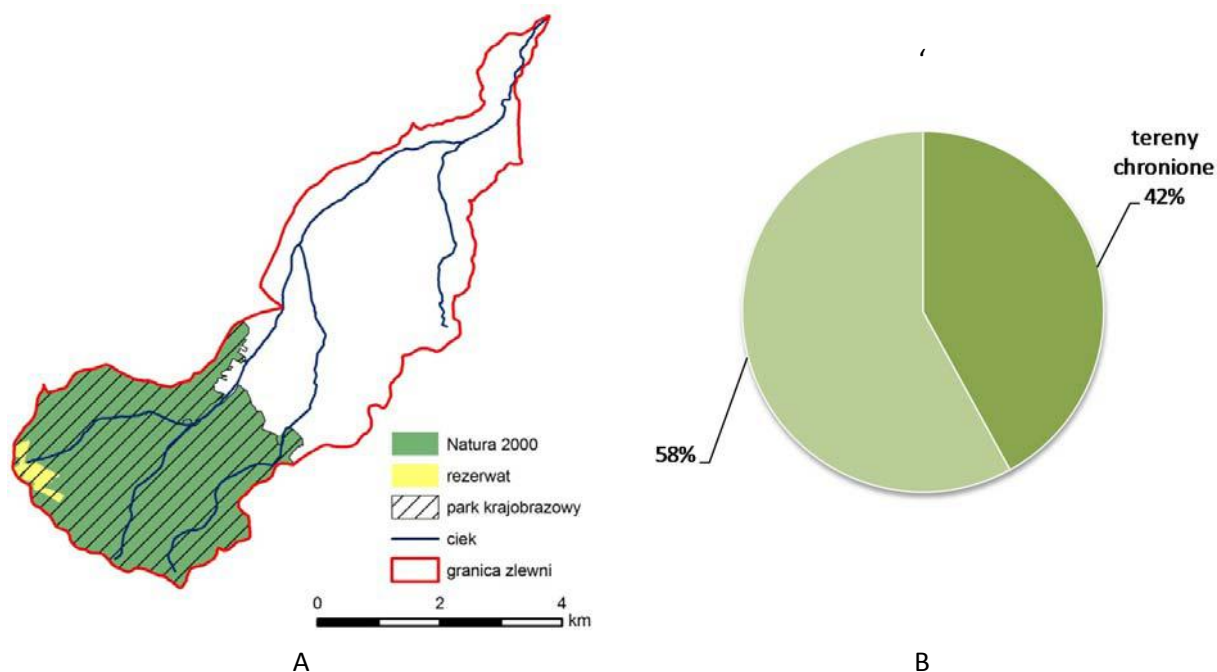 ‘
tereny
chronione
42%
58%
Natura 2000
rezerwat
park krajobrazowy
ciek
granica zlewni
0 2 4
km
A
B